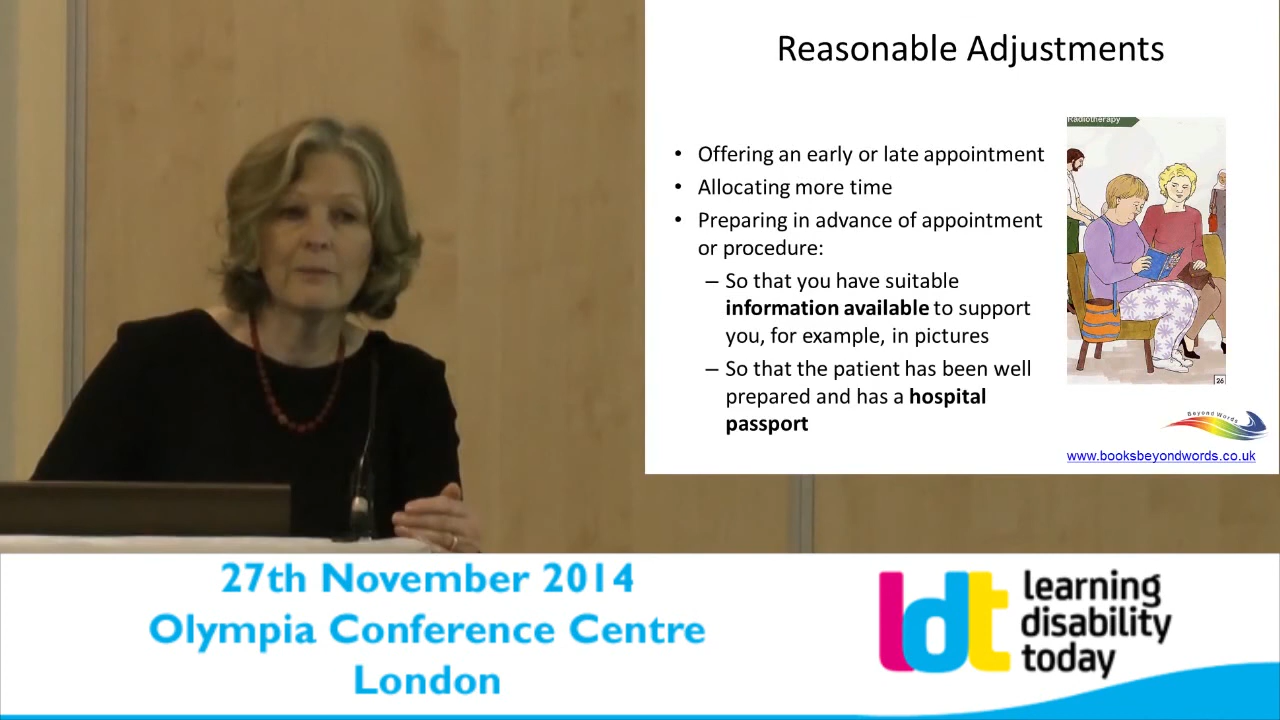 Reasonable Adjustments
• Offering an early or late appointment
• Allocating more time
• Preparing in advance of appointment
or procedure:
– So that you have suitable
information available to support
you, for example, in pictures
– So that the patient has been well
prepared and has a hospital
passport
Radiotherapy
26
Beyond Words
www.booksbeyondwords.co.uk
27th November 2014
Olympia Conference Centre
London
ldt
learning
disability
today